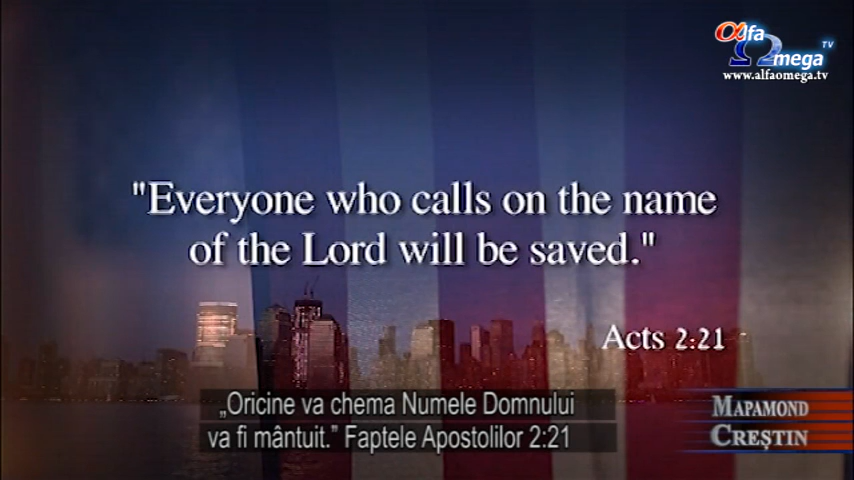 alfa
Ωmega TV
www.alfaomega.tv
"Everyone who calls on the name
of the Lord will be saved."
Acts 2:21
„Oricine va chema Numele Domnului
va fi mântuit.” Faptele Apostolilor 2:21
MAPAMOND
CREȘTIN